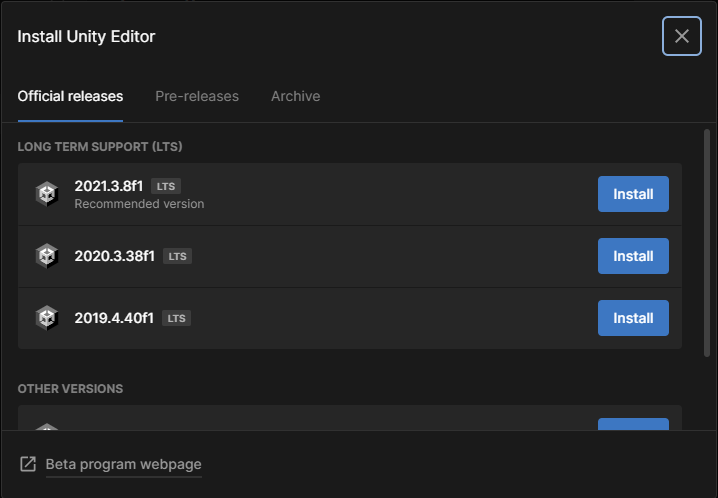 Install Unity Editor
Official releases Pre-releases Archive
LONG TERM SUPPORT (LTS)
2021.3.8f1 LTS
Recommended version
Install
2020.3.38f1 LTS
Install
2019.4.40f1 LTS
Install
OTHER VERSIONS
Beta program webpage